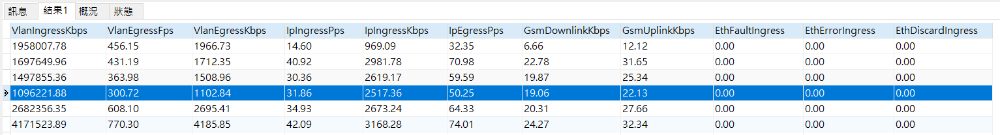 訊息 結果1 概況 狀態
VlanIngressKbps VlanEgressFps VlanEgressKbps IpIngressPps IpIngressKbps IpEgressPps GsmDownlinkKbps GsmUplinkKbps EthFaultIngress EthErrorIngress EthDiscardIngress
1958007.78 456.15 1966.73 14.60 969.09 32.35 6.66 12.12 0.00 0.00 0.00
1697649.96 431.19 1712.35 40.92 2981.78 70.98 22.78 31.65 0.00 0.00 0.00
1497855.36 363.98 1508.96 30.36 2619.17 59.59 19.87 25.34 0.00 0.00 0.00
1096221.88 300.72 1102.84 31.86 2517.36 50.25 19.06 22.13 0.00 0.00 0.00
2682356.35 608.10 2695.41 34.93 2673.24 64.33 20.31 27.66 0.00 0.00 0.00
4171523.89 770.30 4185.85 42.09 3168.28 74.01 24.27 32.34 0.00 0.00 0.00